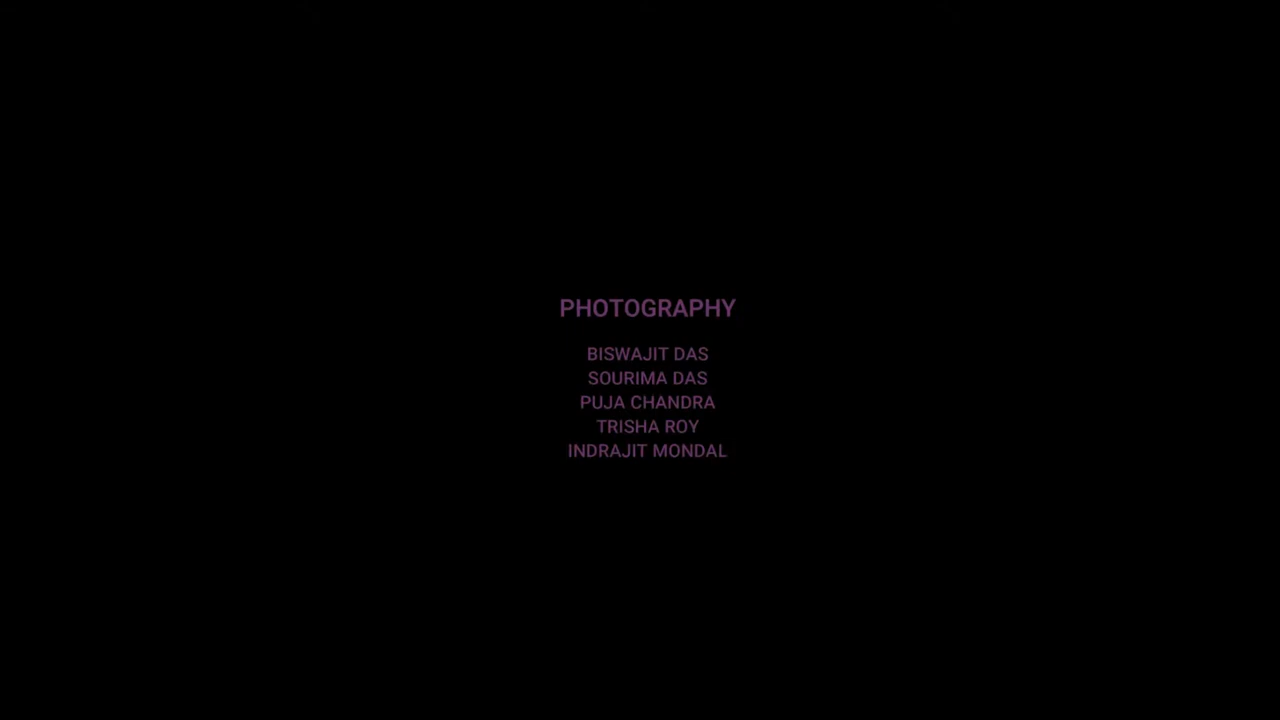 PHOTOGRAPHY
BISWAJIT DAS
SOURIMA DAS
PUJA CHANDRA
TRISHA ROY
INDRAJIT MONDAL